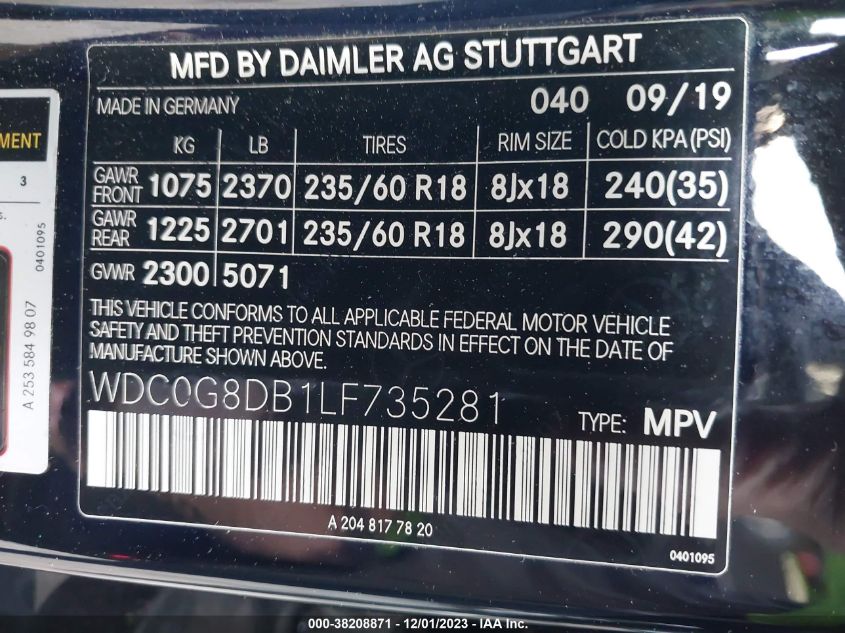 MFD BY DAIMLER AG STUTTGART
MADE IN GERMANY 040 09/19
KG LB TIRES RIM SIZE COLD KPA (PSI)
GAWR FRONT 1075 2370 235/60 R18 8Jx18 240(35)
GAWR REAR 1225 2701 235/60 R18 8Jx18 290(42)
GVWR 2300 5071
THIS VEHICLE CONFORMS TO ALL APPLICABLE FEDERAL MOTOR VEHICLE
SAFETY AND THEFT PREVENTION STANDARDS IN EFFECT ON THE DATE OF
MANUFACTURE SHOWN ABOVE.
WDC0G8DB1LF735281
TYPE: MPV
A 204 817 78 20
0401095
MENT
3
s.
0401095
A 253 584 98 07
000-38208871 - 12/01/2023 - IAA Inc.